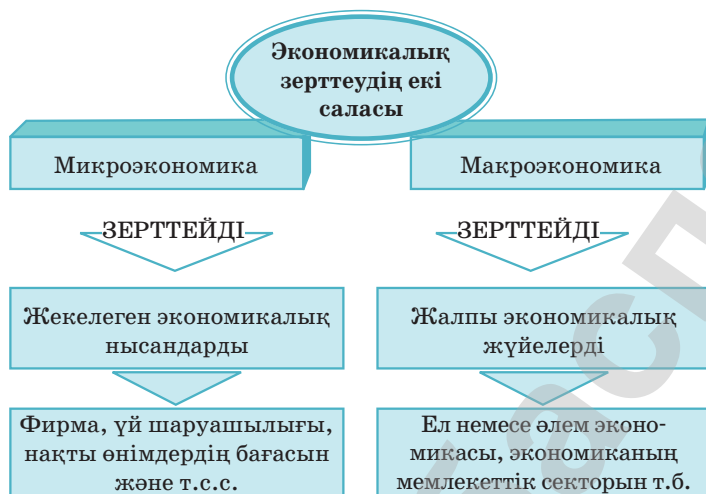 Экономикалық
зерттеудің екі
саласы
Микроэкономика
Макроэкономика
ЗЕРТТЕЙДІ
ЗЕРТТЕЙДІ
Жекелеген экономикалық
нысандарды
Жалпы экономикалық
жүйелерді
Фирма, үй шаруашылығы,
нақты өнімдердің бағасын
және т.с.с.
Ел немесе әлем эконо-
микасы, экономиканың
мемлекеттік секторын т.б.